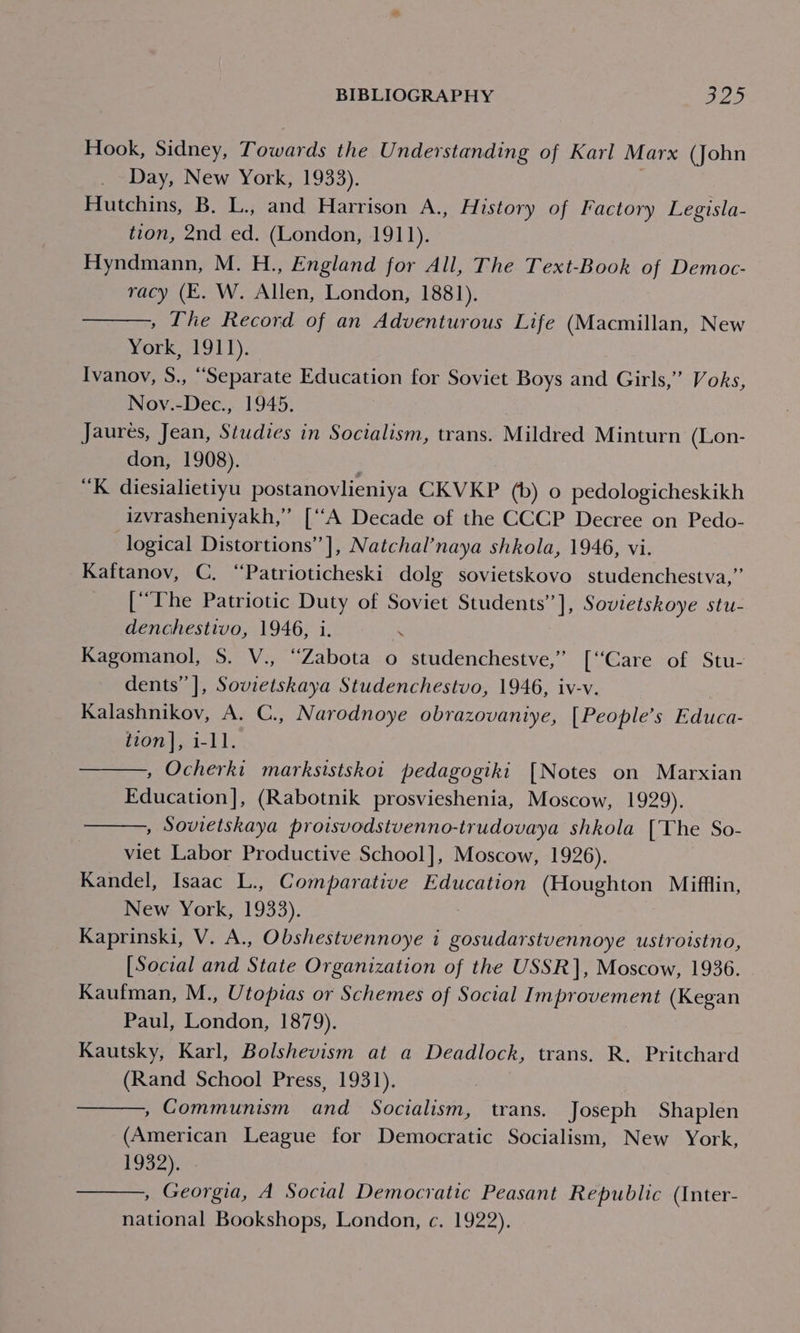 BIBLIOGRAPHY 325
Hook, Sidney, Towards the Understanding of Karl Marx (John
Day, New York, 1933).
Hutchins, B. L., and Harrison A., History of Factory Legisla-
tion, 2nd ed. (London, 1911).
Hyndmann, M. H., England for All, The Text-Book of Democ-
racy (E. W. Allen, London, 1881).
———, The Record of an Adventurous Life (Macmillan, New
York, 1911).
Ivanov, S., “Separate Education for Soviet Boys and Girls,” Voks,
Nov.-Dec., 1945.
Jaurès, Jean, Studies in Socialism, trans. Mildred Minturn (Lon-
don, 1908).
“K diesialietiyu postanovlieniya CKVKP (b) o pedologicheskikh
izvrasheniyakh,” [“A Decade of the CCCP Decree on Pedo-
logical Distortions”], Natchal’naya shkola, 1946, vi.
Kaftanov, C. “Patrioticheski dolg sovietskovo studenchestva,”
[“The Patriotic Duty of Soviet Students”], Sovietskoye stu-
denchestivo, 1946, i.
Kagomanol, S. V., “Zabota o studenchestve,” [“Care of Stu-
dents”], Sovietskaya Studenchestvo, 1946, iv-v.
Kalashnikov, A. C., Narodnoye obrazovaniye, [People’s Educa-
tion], i-11.
———, Ocherki marksistskoi pedagogiki [Notes on Marxian
Education], (Rabotnik prosvieshenia, Moscow, 1929).
———, Sovietskaya proisvodstvenno-trudovaya shkola [The So-
viet Labor Productive School], Moscow, 1926).
Kandel, Isaac L., Comparative Education (Houghton Mifflin,
New York, 1933).
Kaprinski, V. A., Obshestvennoye i gosudarstvennoye ustroistno,
[Social and State Organization of the USSR], Moscow, 1936.
Kaufman, M., Utopias or Schemes of Social Improvement (Kegan
Paul, London, 1879).
Kautsky, Karl, Bolshevism at a Deadlock, trans. R. Pritchard
(Rand School Press, 1931).
———, Communism and Socialism, trans. Joseph Shaplen
(American League for Democratic Socialism, New York,
1932).
———, Georgia, A Social Democratic Peasant Republic (Inter-
national Bookshops, London, c. 1922).